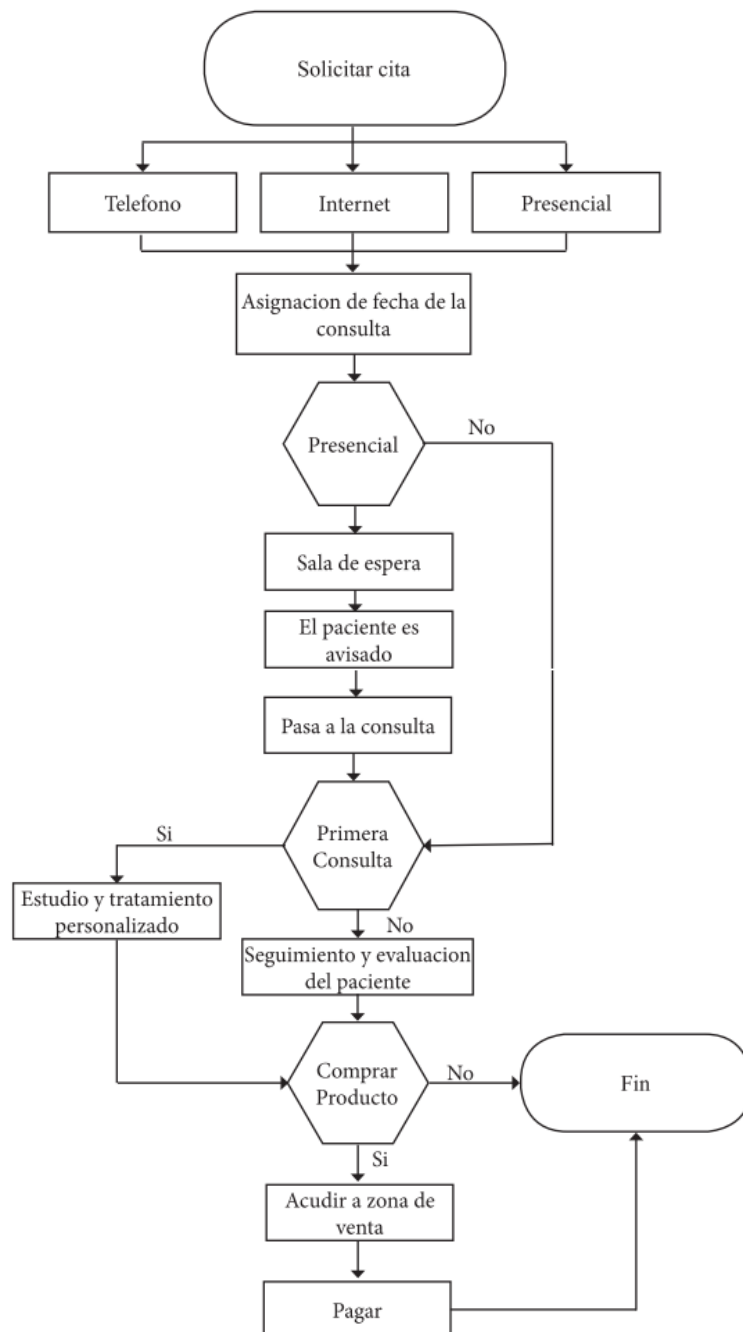 Solicitar cita
Telefono
Internet
Presencial
Asignacion de fecha de la
consulta
Presencial
No
Sala de espera
El paciente es
avisado
Pasa a la consulta
Primera
Consulta
Si
Estudio y tratamiento
personalizado
No
Seguimiento y evaluacion
del paciente
Comprar
Producto
No
Fin
Si
Acudir a zona de
venta
Pagar